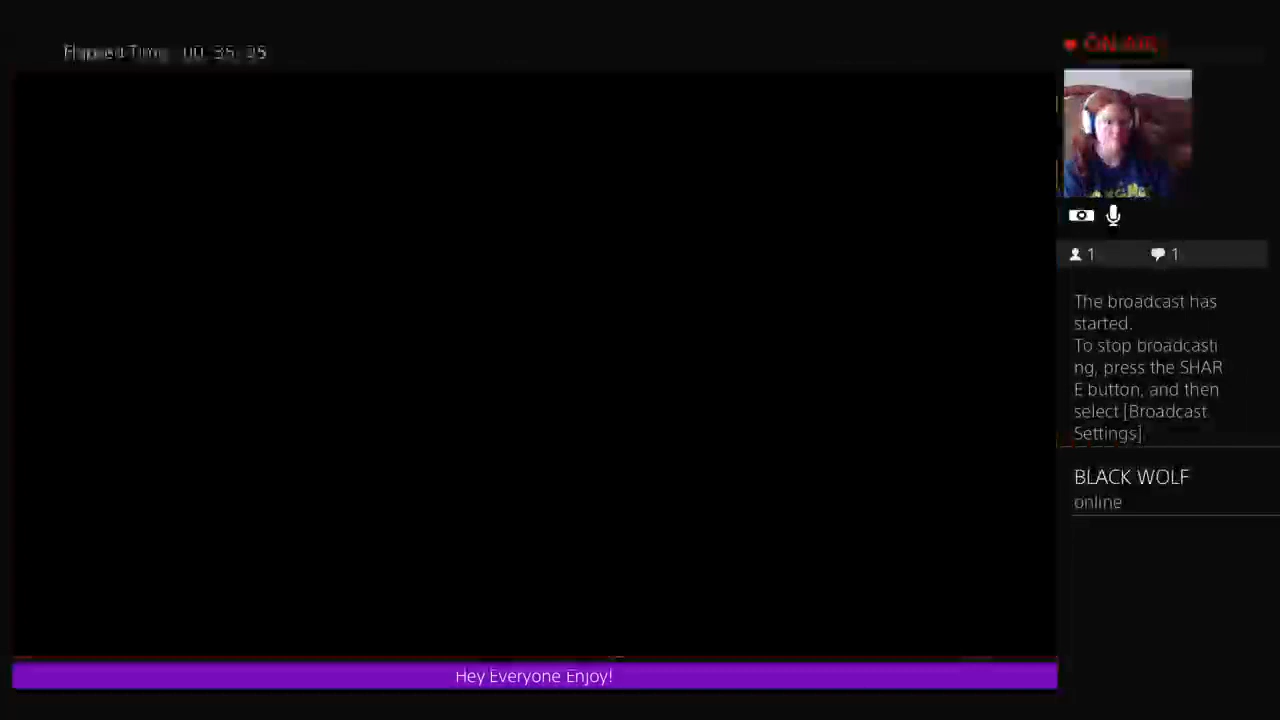 Elapsed Time 00 35
ON AIR
1 1
The broadcast has
started.
To stop broadcasti
ng, press the SHAR
E button, and then
select [Broadcast
Settings].
BLACK WOLF
online
Hey Everyone Enjoy!